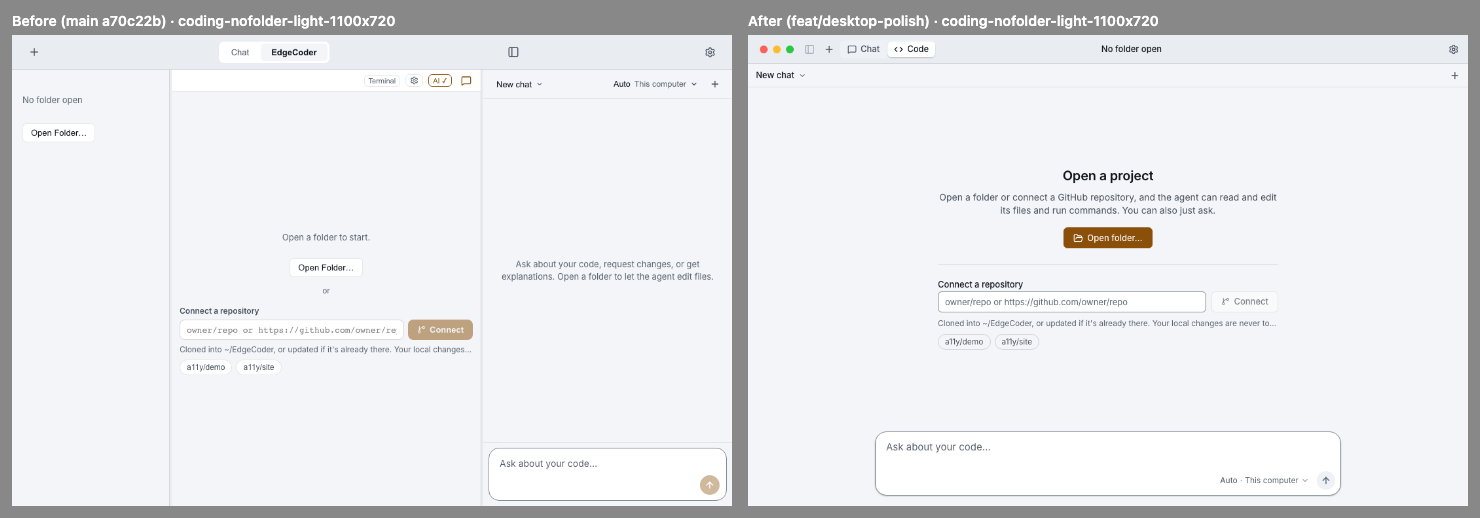 Before (main a70c22b) · coding-nofolder-light-1100x720
Chat EdgeCoder
No folder open
Open Folder...
Terminal AI ✓
Open a folder to start.
Open Folder...
or
Connect a repository
owner/repo or https://github.com/owner/re
Connect
Cloned into ~/EdgeCoder, or updated if it's already there. Your local changes...
a11y/demo a11y/site
New chat Auto This computer
Ask about your code, request changes, or get
explanations. Open a folder to let the agent edit files.
Ask about your code...
After (feat/desktop-polish) · coding-nofolder-light-1100x720
Chat <> Code No folder open
New chat
Open a project
Open a folder or connect a GitHub repository, and the agent can read and edit
its files and run commands. You can also just ask.
Open folder...
Connect a repository
owner/repo or https://github.com/owner/repo
Connect
Cloned into ~/EdgeCoder, or updated if it's already there. Your local changes are never to...
a11y/demo a11y/site
Ask about your code...
Auto · This computer